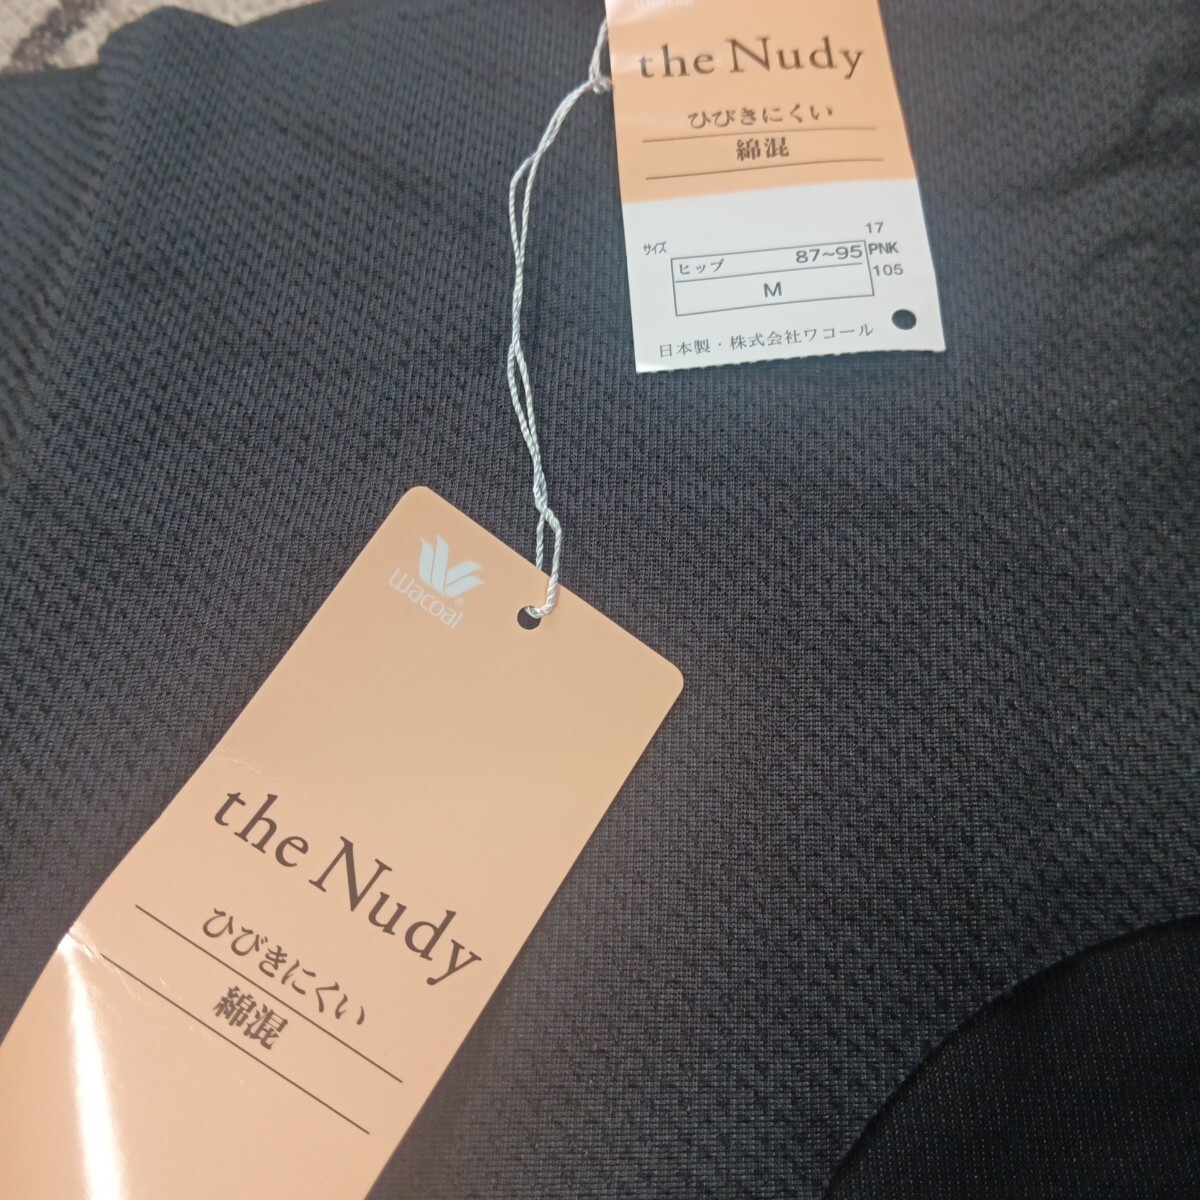 the Nudy
ひびきにくい
綿混
17
サイズ
ヒップ 87~95
PNK
M
105
日本製・株式会社ワコール
wacoal
the Nudy
ひびきにくい
綿混